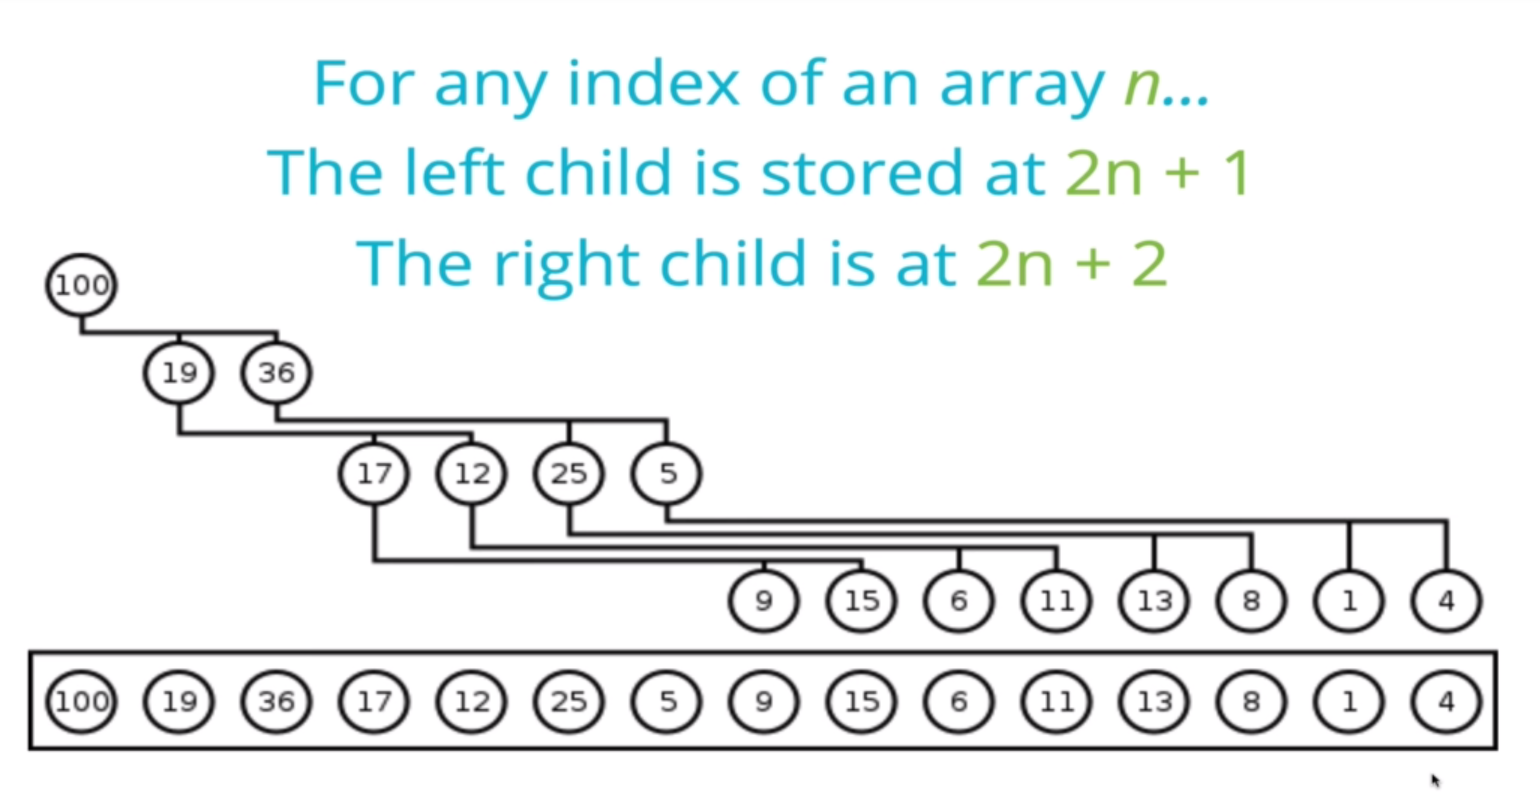 For any index of an array n...
The left child is stored at 2n + 1
The right child is at 2n + 2
100
19 36
17 12 25 5
9 15 6 11 13 8 1 4
100 19 36 17 12 25 5 9 15 6 11 13 8 1 4